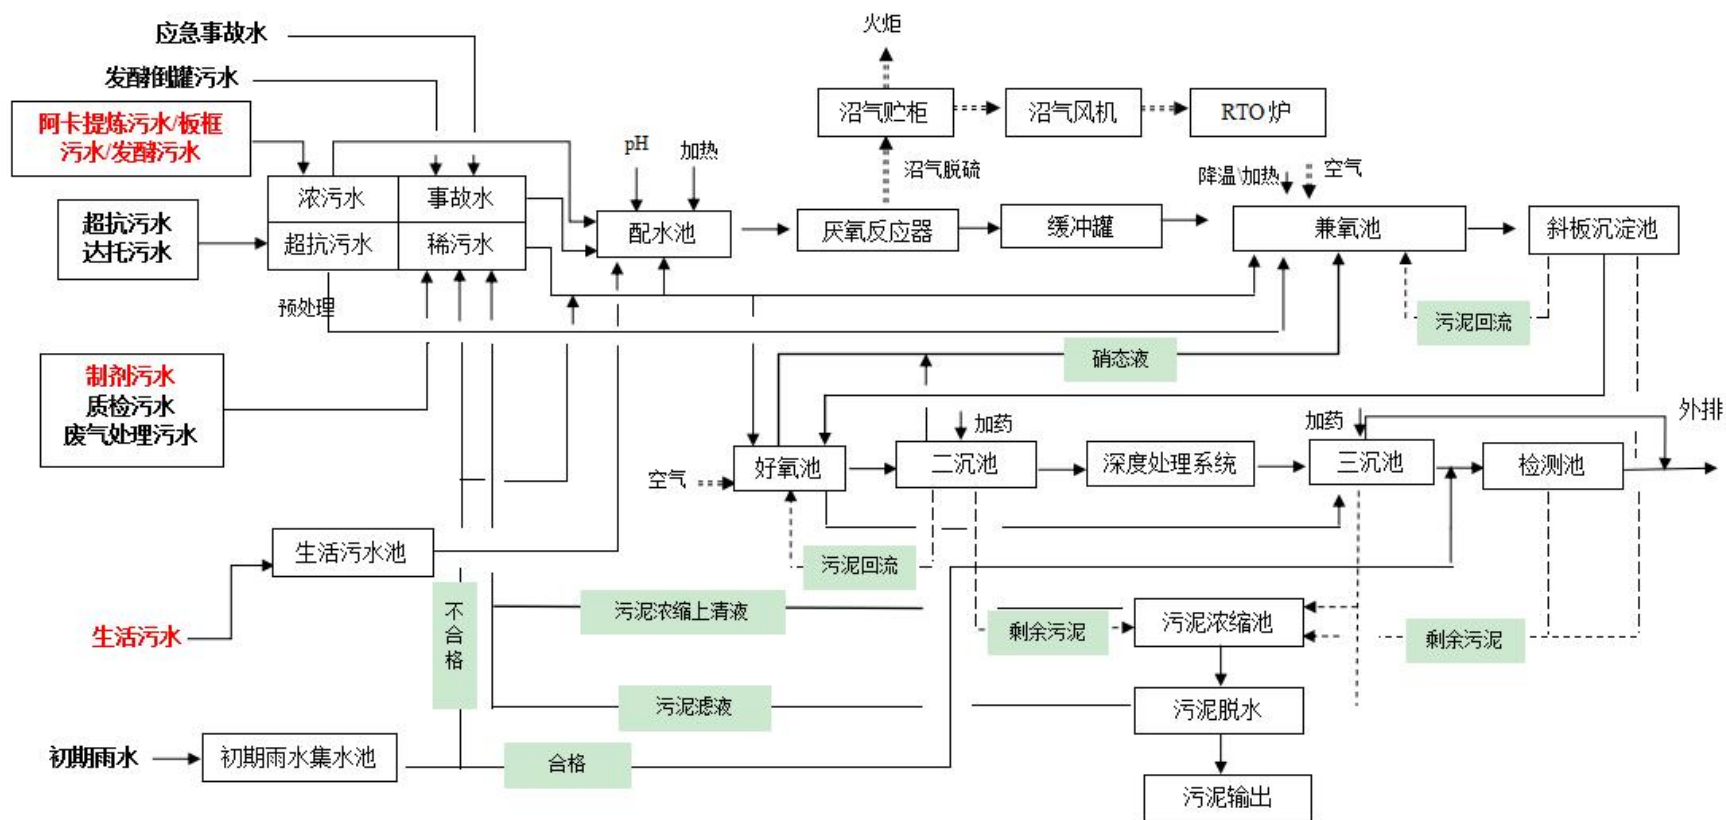 应急事故水
火炬
发酵倒罐污水
阿卡提炼污水/板框
污水/发酵污水
沼气贮柜
沼气风机
RTO 炉
pH
加热
沼气脱硫
降温\加热
空气
浓污水
事故水
超抗污水
达托污水
超抗污水
稀污水
配水池
厌氧反应器
缓冲罐
兼氧池
斜板沉淀池
预处理
污泥回流
硝态液
制剂污水
质检污水
废气处理污水
加药
加药
外排
空气
好氧池
二沉池
深度处理系统
三沉池
检测池
生活污水池
污泥回流
不
合
格
污泥浓缩上清液
生活污水
剩余污泥
污泥浓缩池
剩余污泥
污泥滤液
污泥脱水
初期雨水
初期雨水集水池
合格
污泥输出